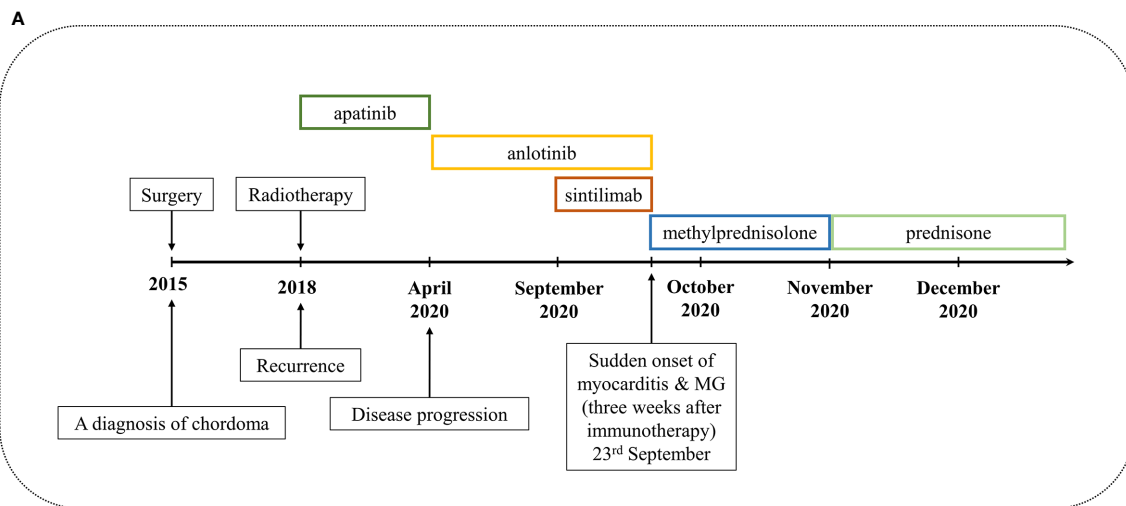 A
apatinib
anlotinib
Surgery
Radiotherapy
sintilimab
methylprednisolone
prednisone
2015
2018
April
2020
September
2020
October
2020
November
2020
December
2020
Recurrence
A diagnosis of chordoma
Disease progression
Sudden onset of
myocarditis & MG
(three weeks after
immunotherapy)
23rd September